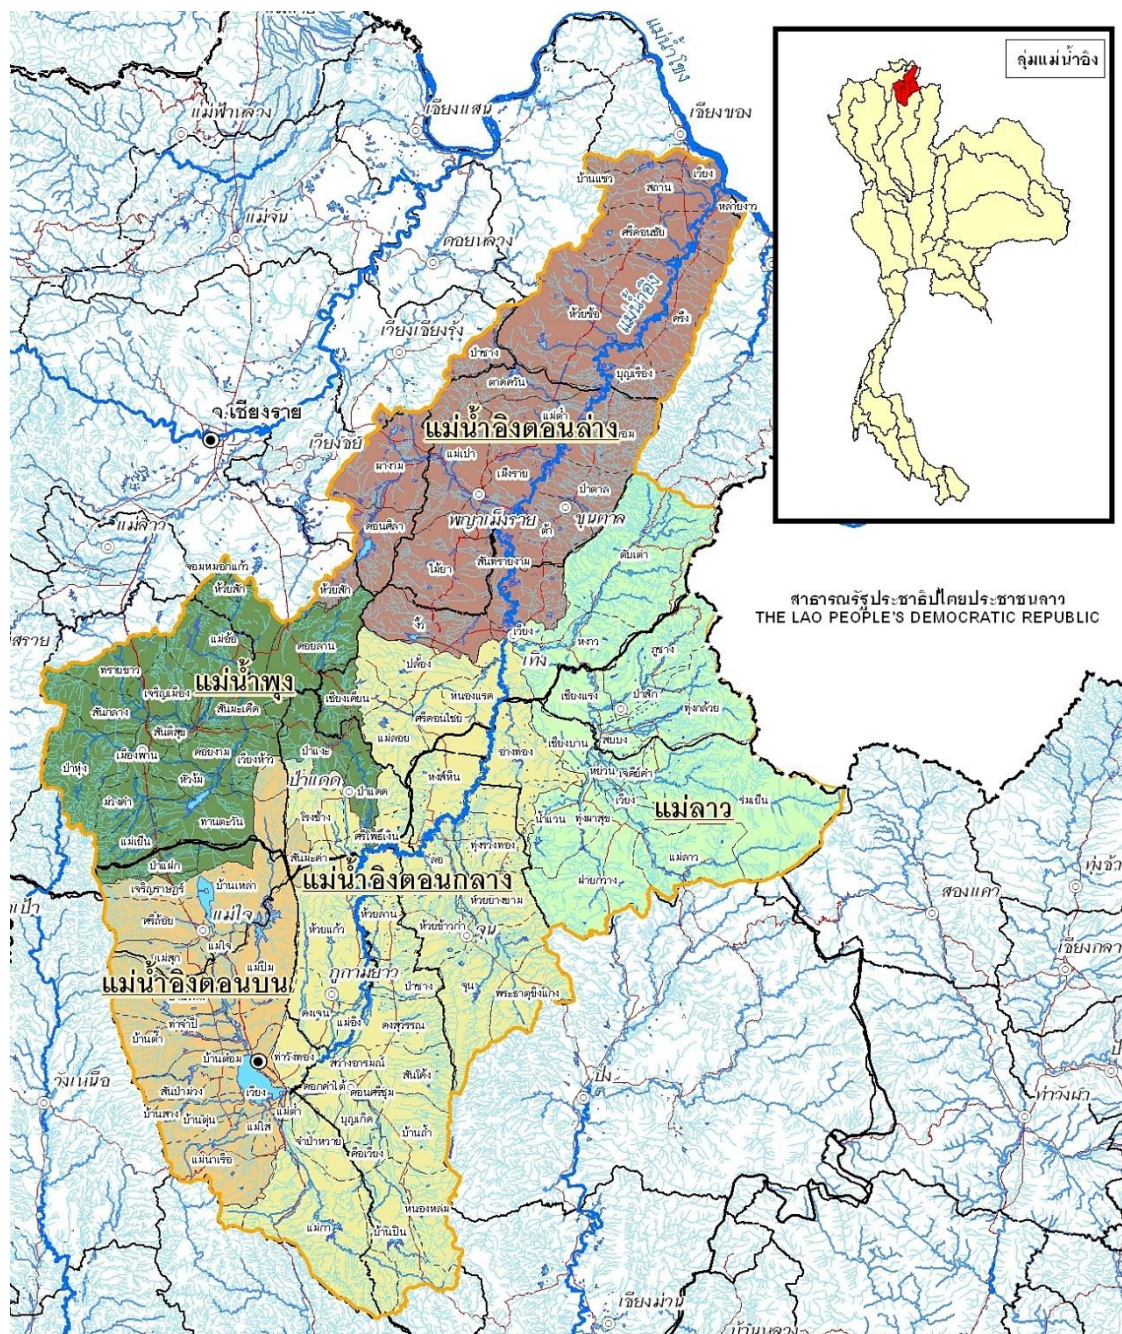 ลุ่มแม่น้ำอิง
แม่น้ำโขง
แม่ฟ้าหลวง
เชียงแสน
เชียงของ
บ้านแซว
สถาน
เวียง
หล่ายงาว
แม่จัน
ดอยหลวง
ศรีดอนชัย
แม่น้ำอิง
ห้วยซ้อ
ครึ่ง
เวียงเชียงรุ้ง
ป่าซาง
บุญเรือง
ตาดควัน
จ.เชียงราย
แม่ต๋ำ
แม่น้ำอิงตอนล่าง
เวียงชัย
ผางาม
แม่เปา
เม็งราย
ป่าตาล
แม่ลาว
ดอนศิลา
พญาเม็งราย
ขุนตาล
ต้า
ไม้ยา
สันทรายงาม
ตับเต่า
จอมหมอกแก้ว
ห้วยสัก
ห้วยสัก
สาธารณรัฐประชาธิปไตยประชาชนลาว
THE LAO PEOPLE'S DEMOCRATIC REPUBLIC
แม่อ้อ
ดอยลาน
งิ้ว
เวียง
หงาว
เทิง
ภูซาง
ทรายขาว
แม่น้ำพุง
เจริญเมือง
ปล้อง
หนองแรด
เชียงเคี่ยน
เชียงแรง
ป่าสัก
ทุ่งกล้วย
สันกลาง
สันมะเค็ด
ศรีดอนไชย
สันติสุข
แม่ลอย
สบบง
เมืองพาน
ดอยงาม
เวียงห้าว
ป่าแงะ
อ่างทอง
เชียงบาน
ป่าหุ่ง
หัวง้ม
ป่าแดด
ป่าแดด
หงส์หิน
หย่วน
เจดีย์คำ
ม่วงคำ
ทานตะวัน
โรงช้าง
น้ำแวน
เวียง
ทุ่งผาสุข
แม่ลาว
ร่มเย็น
แม่เย็น
ศรีโพธิ์เงิน
ทุ่งรวงทอง
ป่าแฝก
สันมะค่า
ลอ
แม่ลาว
เจริญราษฎร์
บ้านเหล่า
แม่น้ำอิงตอนกลาง
ฝายกวาง
ทุ่งช้าง
สองแคว
ศรีถ้อย
แม่ใจ
ห้วยลาน
ห้วยยางขาม
ห้วยแก้ว
ห้วยข้าวก่ำ
จุน
แม่ใจ
เชียงกลาง
แม่สุก
แม่ปืม
แม่น้ำอิงตอนบน
ภูกามยาว
ป่าซาง
จุน
พระธาตุขิงแกง
ท่าจำปี
ดงเจน
แม่อิง
ดงสุวรรณ
บ้านต๊ำ
บ้านต่อม
ท่าวังทอง
สว่างอารมณ์
สันโค้ง
วังเหนือ
สันป่าม่วง
เวียง
ดอกคำใต้
ดอนศรีชุม
ปง
ท่าวังผา
บ้านสาง
บ้านตุ่น
แม่ใส
แม่ต๋ำ
บุญเกิด
บ้านถ้ำ
จำป่าหวาย
คือเวียง
แม่นาเรือ
หนองหล่ม
แม่กา
บ้านปิน
เชียงม่วน
บ้านหลวง